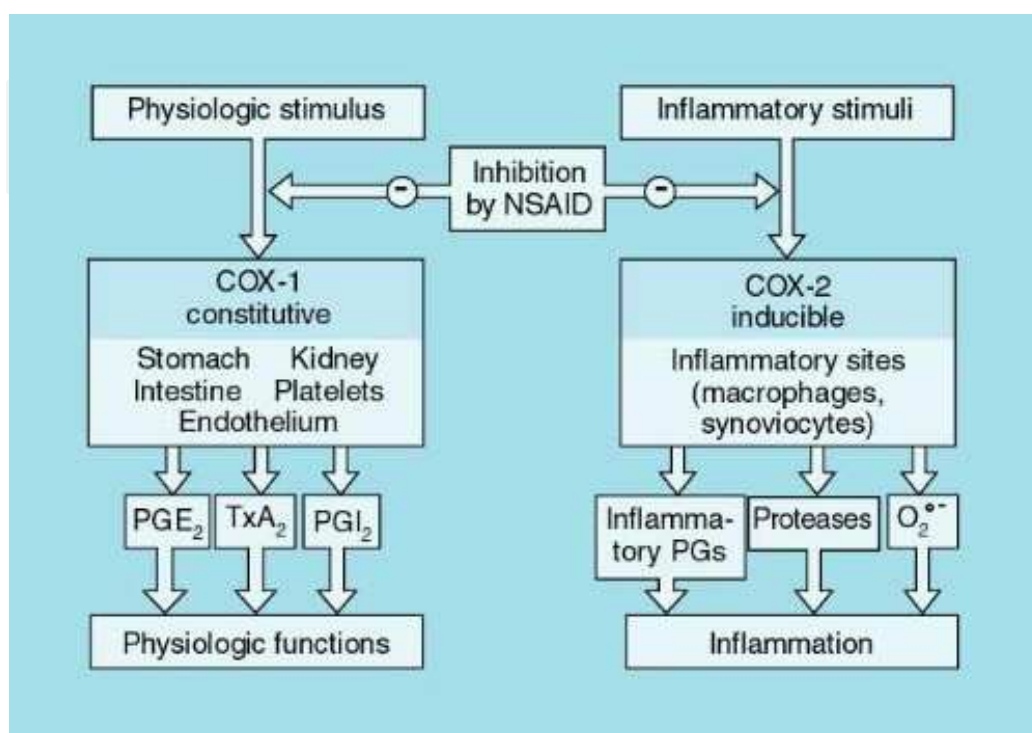 Physiologic stimulus
Inflammatory stimuli
Inhibition
by NSAID
-
-
COX-1
constitutive
Stomach Kidney
Intestine Platelets
Endothelium
COX-2
inducible
Inflammatory sites
(macrophages,
synoviocytes)
PGE₂
TxA₂
PGI₂
Inflamma-
tory PGs
Proteases
O₂°⁻
Physiologic functions
Inflammation